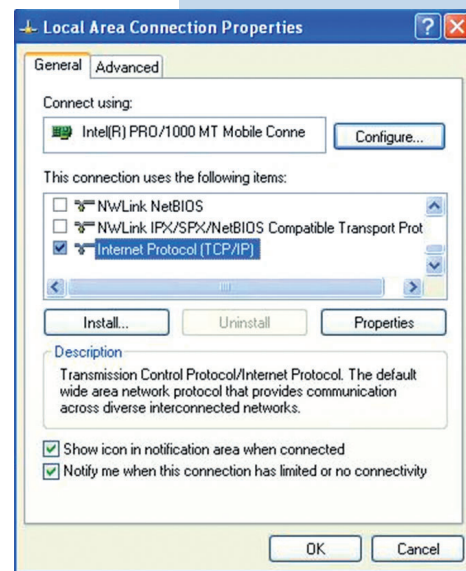 Local Area Connection Properties
General Advanced
Connect using:
Intel(R) PRO/1000 MT Mobile Conne
Configure...
This connection uses the following items:
NWLink NetBIOS
NWLink IPX/SPX/NetBIOS Compatible Transport Prot
Internet Protocol (TCP/IP)
Install... Uninstall Properties
Description
Transmission Control Protocol/Internet Protocol. The default
wide area network protocol that provides communication
across diverse interconnected networks.
Show icon in notification area when connected
Notify me when this connection has limited or no connectivity
OK Cancel